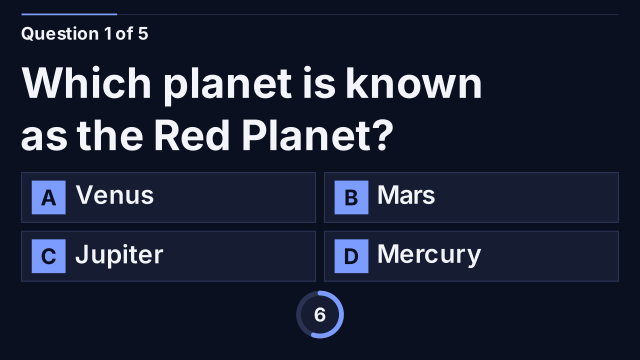 Question 1 of 5
Which planet is known
as the Red Planet?
A Venus
B Mars
C Jupiter
D Mercury
6